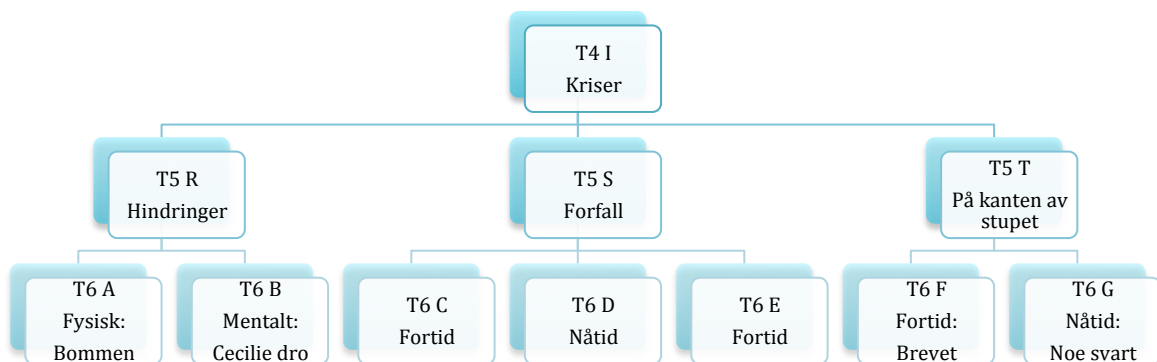 T4 I
Kriser
T5 R
Hindringer
T5 S
Forfall
T5 T
På kanten av
stupet
T6 A
Fysisk:
Bommen
T6 B
Mentalt:
Cecilie dro
T6 C
Fortid
T6 D
Nåtid
T6 E
Fortid
T6 F
Fortid:
Brevet
T6 G
Nåtid:
Noe svart